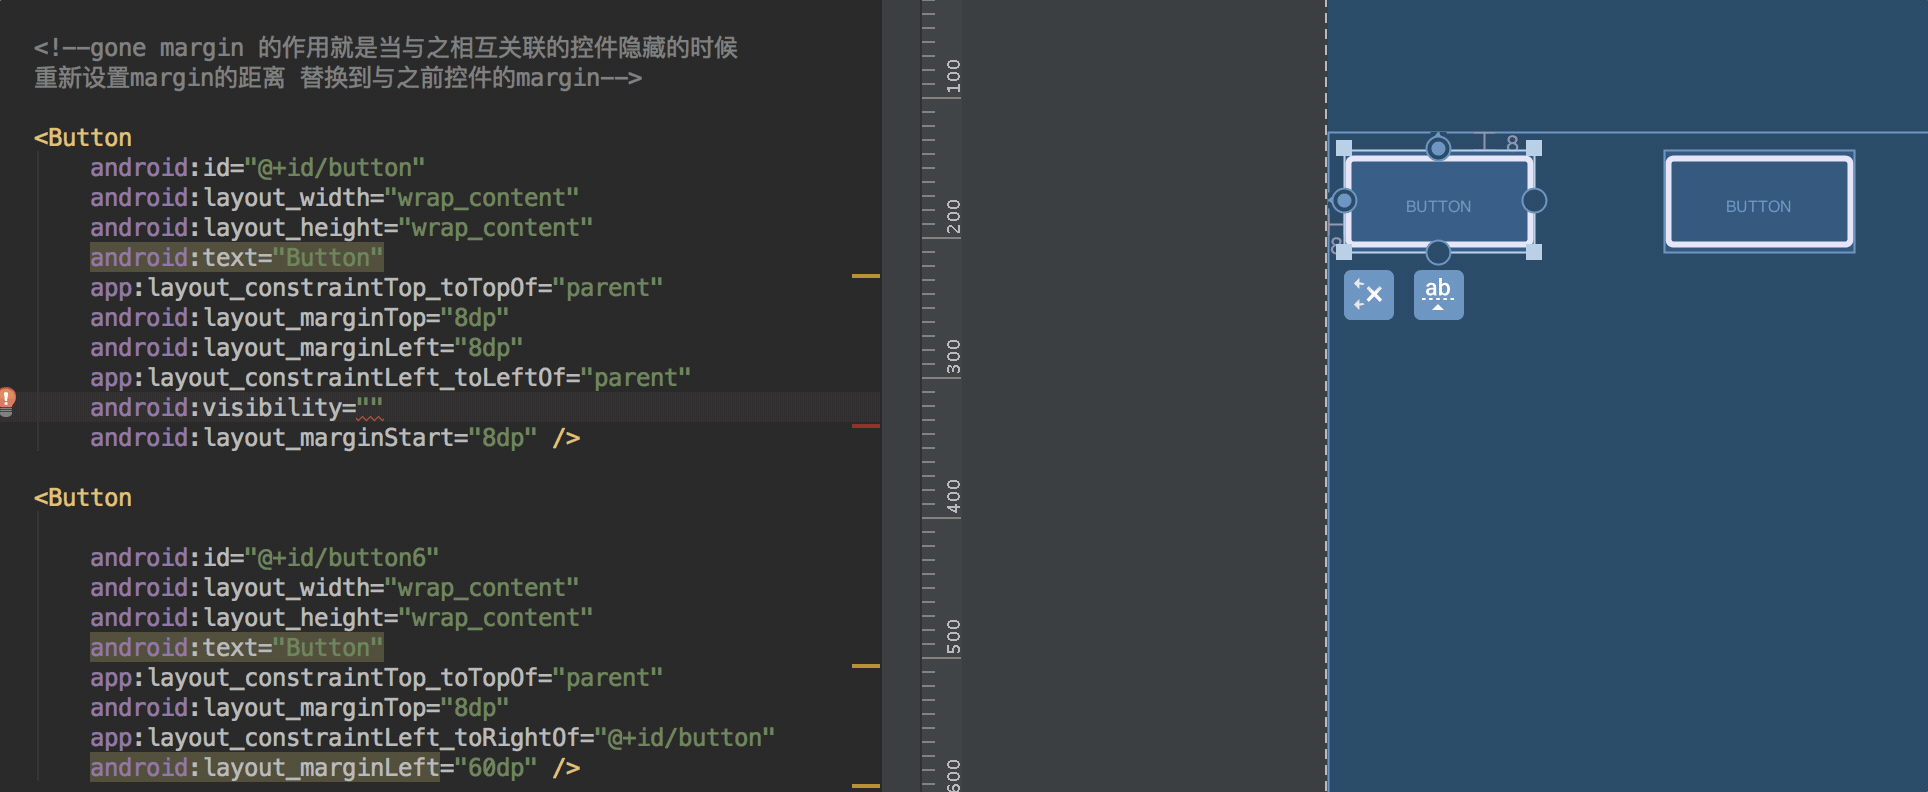 <!--gone margin 的作用就是当与之相互关联的控件隐藏的时候
重新设置margin的距离 替换到与之前控件的margin-->
<Button
android:id="@+id/button"
android:layout_width="wrap_content"
android:layout_height="wrap_content"
android:text="Button"
app:layout_constraintTop_toTopOf="parent"
android:layout_marginTop="8dp"
android:layout_marginLeft="8dp"
app:layout_constraintLeft_toLeftOf="parent"
android:visibility=""
android:layout_marginStart="8dp" />
<Button
android:id="@+id/button6"
android:layout_width="wrap_content"
android:layout_height="wrap_content"
android:text="Button"
app:layout_constraintTop_toTopOf="parent"
android:layout_marginTop="8dp"
app:layout_constraintLeft_toRightOf="@+id/button"
android:layout_marginLeft="60dp" />
100
200
300
400
500
600
8
8
BUTTON
BUTTON
ab